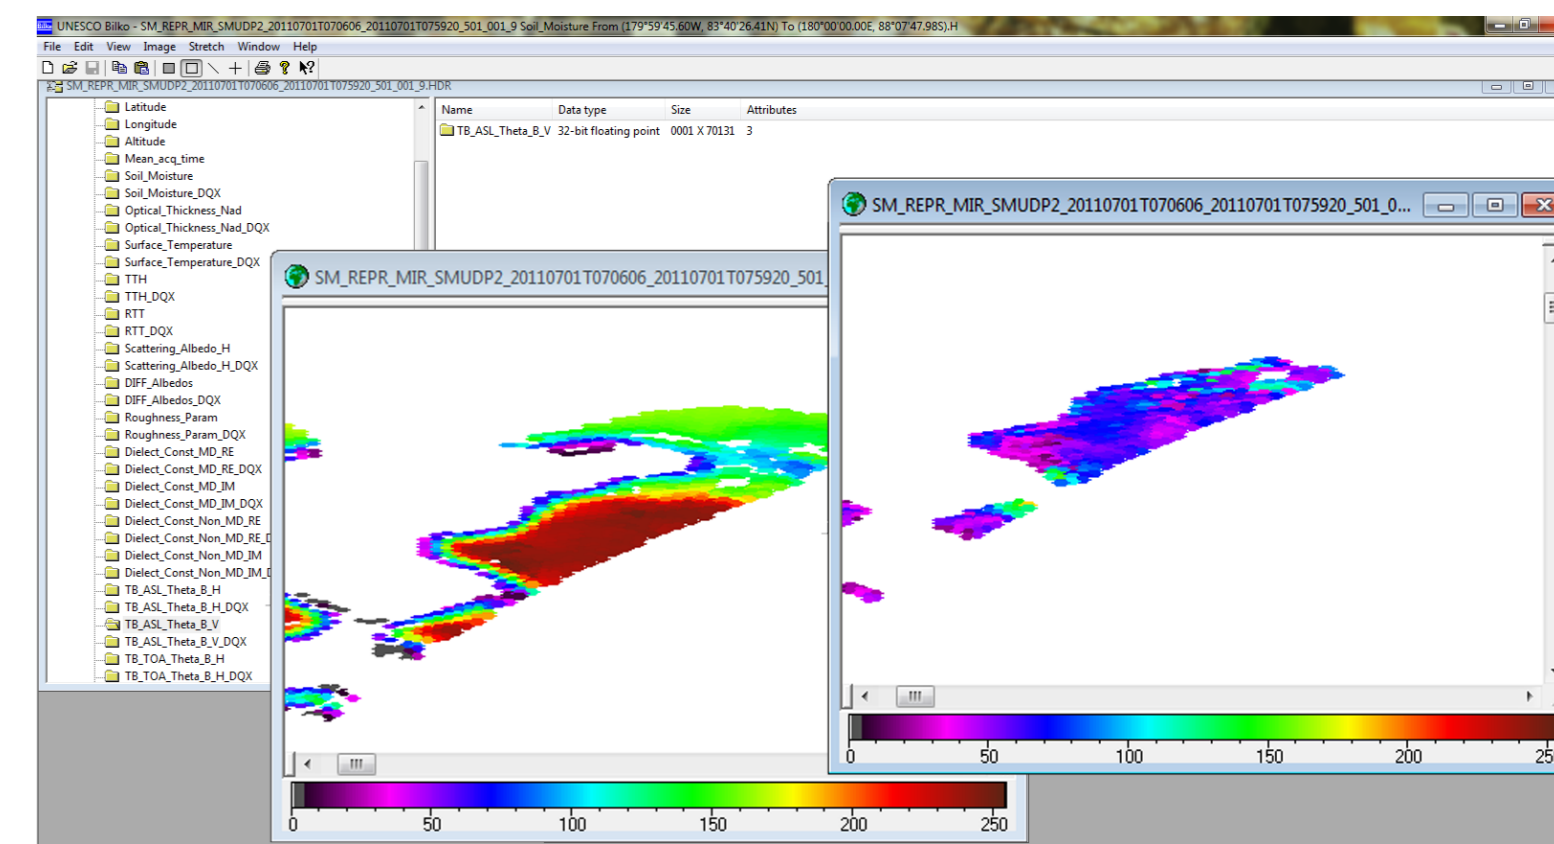 UNESCO Bilko - SM_REPR_MIR_SMUDP2_20110701T070606_20110701T075920_501_001_9 Soil_Moisture From (179°59'45.60W, 83°40'26.41N) To (180°00'00.00E, 88°07'47.98S).H
File Edit View Image Stretch Window Help
SM_REPR_MIR_SMUDP2_20110701T070606_20110701T075920_501_001_9.HDR
Name Data type Size Attributes
TB_ASL_Theta_B_V 32-bit floating point 0001 X 70131 3
Latitude
Longitude
Altitude
Mean_acq_time
Soil_Moisture
Soil_Moisture_DQX
Optical_Thickness_Nad
Optical_Thickness_Nad_DQX
Surface_Temperature
Surface_Temperature_DQX
TTH
TTH_DQX
RTT
RTT_DQX
Scattering_Albedo_H
Scattering_Albedo_H_DQX
DIFF_Albedos
DIFF_Albedos_DQX
Roughness_Param
Roughness_Param_DQX
Dielect_Const_MD_RE
Dielect_Const_MD_RE_DQX
Dielect_Const_MD_IM
Dielect_Const_MD_IM_DQX
Dielect_Const_Non_MD_RE
Dielect_Const_Non_MD_RE_D
Dielect_Const_Non_MD_IM
Dielect_Const_Non_MD_IM_D
TB_ASL_Theta_B_H
TB_ASL_Theta_B_H_DQX
TB_ASL_Theta_B_V
TB_ASL_Theta_B_V_DQX
TB_TOA_Theta_B_H
TB_TOA_Theta_B_H_DQX
SM_REPR_MIR_SMUDP2_20110701T070606_20110701T075920_501_
0 50 100 150 200 250
SM_REPR_MIR_SMUDP2_20110701T070606_20110701T075920_501_0...
0 50 100 150 200 25